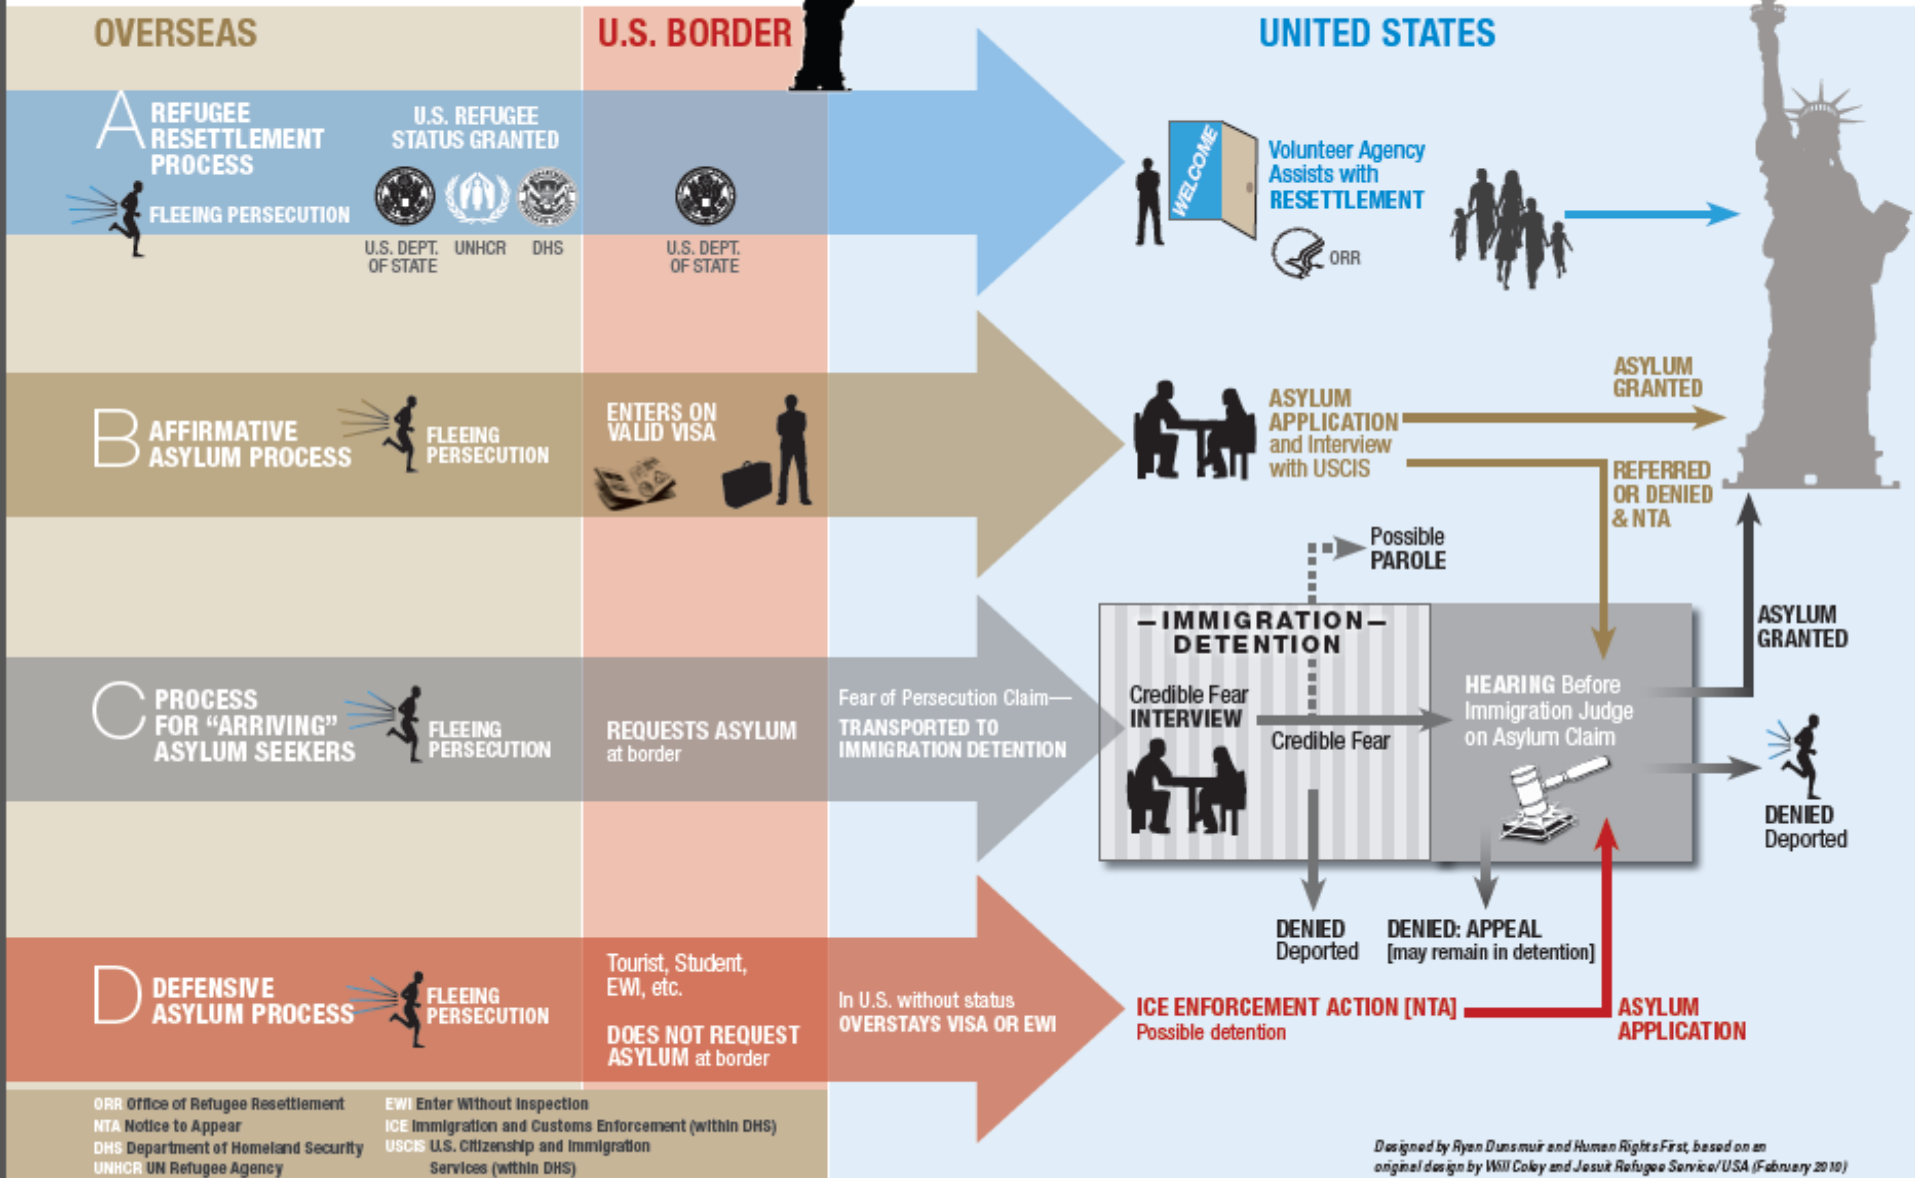 OVERSEAS
U.S. BORDER
UNITED STATES
A REFUGEE
RESETTLEMENT
PROCESS
FLEEING PERSECUTION
U.S. REFUGEE
STATUS GRANTED
U.S. DEPT.
OF STATE
UNHCR
DHS
U.S. DEPT.
OF STATE
WELCOME
Volunteer Agency
Assists with
RESETTLEMENT
ORR
B AFFIRMATIVE
ASYLUM PROCESS
FLEEING
PERSECUTION
ENTERS ON
VALID VISA
ASYLUM
APPLICATION
and Interview
with USCIS
ASYLUM
GRANTED
REFERRED
OR DENIED
& NTA
Possible
PAROLE
C PROCESS
FOR “ARRIVING”
ASYLUM SEEKERS
FLEEING
PERSECUTION
REQUESTS ASYLUM
at border
Fear of Persecution Claim—
TRANSPORTED TO
IMMIGRATION DETENTION
—IMMIGRATION—
DETENTION
Credible Fear
INTERVIEW
Credible Fear
HEARING Before
Immigration Judge
on Asylum Claim
ASYLUM
GRANTED
DENIED
Deported
DENIED
Deported
DENIED: APPEAL
[may remain in detention]
D DEFENSIVE
ASYLUM PROCESS
FLEEING
PERSECUTION
Tourist, Student,
EWI, etc.
DOES NOT REQUEST
ASYLUM at border
In U.S. without status
OVERSTAYS VISA OR EWI
ICE ENFORCEMENT ACTION [NTA]
Possible detention
ASYLUM
APPLICATION
ORR Office of Refugee Resettlement
NTA Notice to Appear
DHS Department of Homeland Security
UNHCR UN Refugee Agency
EWI Enter Without Inspection
ICE Immigration and Customs Enforcement (within DHS)
USCIS U.S. Citizenship and Immigration
Services (within DHS)
Designed by Ryan Dunsmuir and Human Rights First, based on an
original design by Will Coley and Jesuit Refugee Service/USA (February 2010)